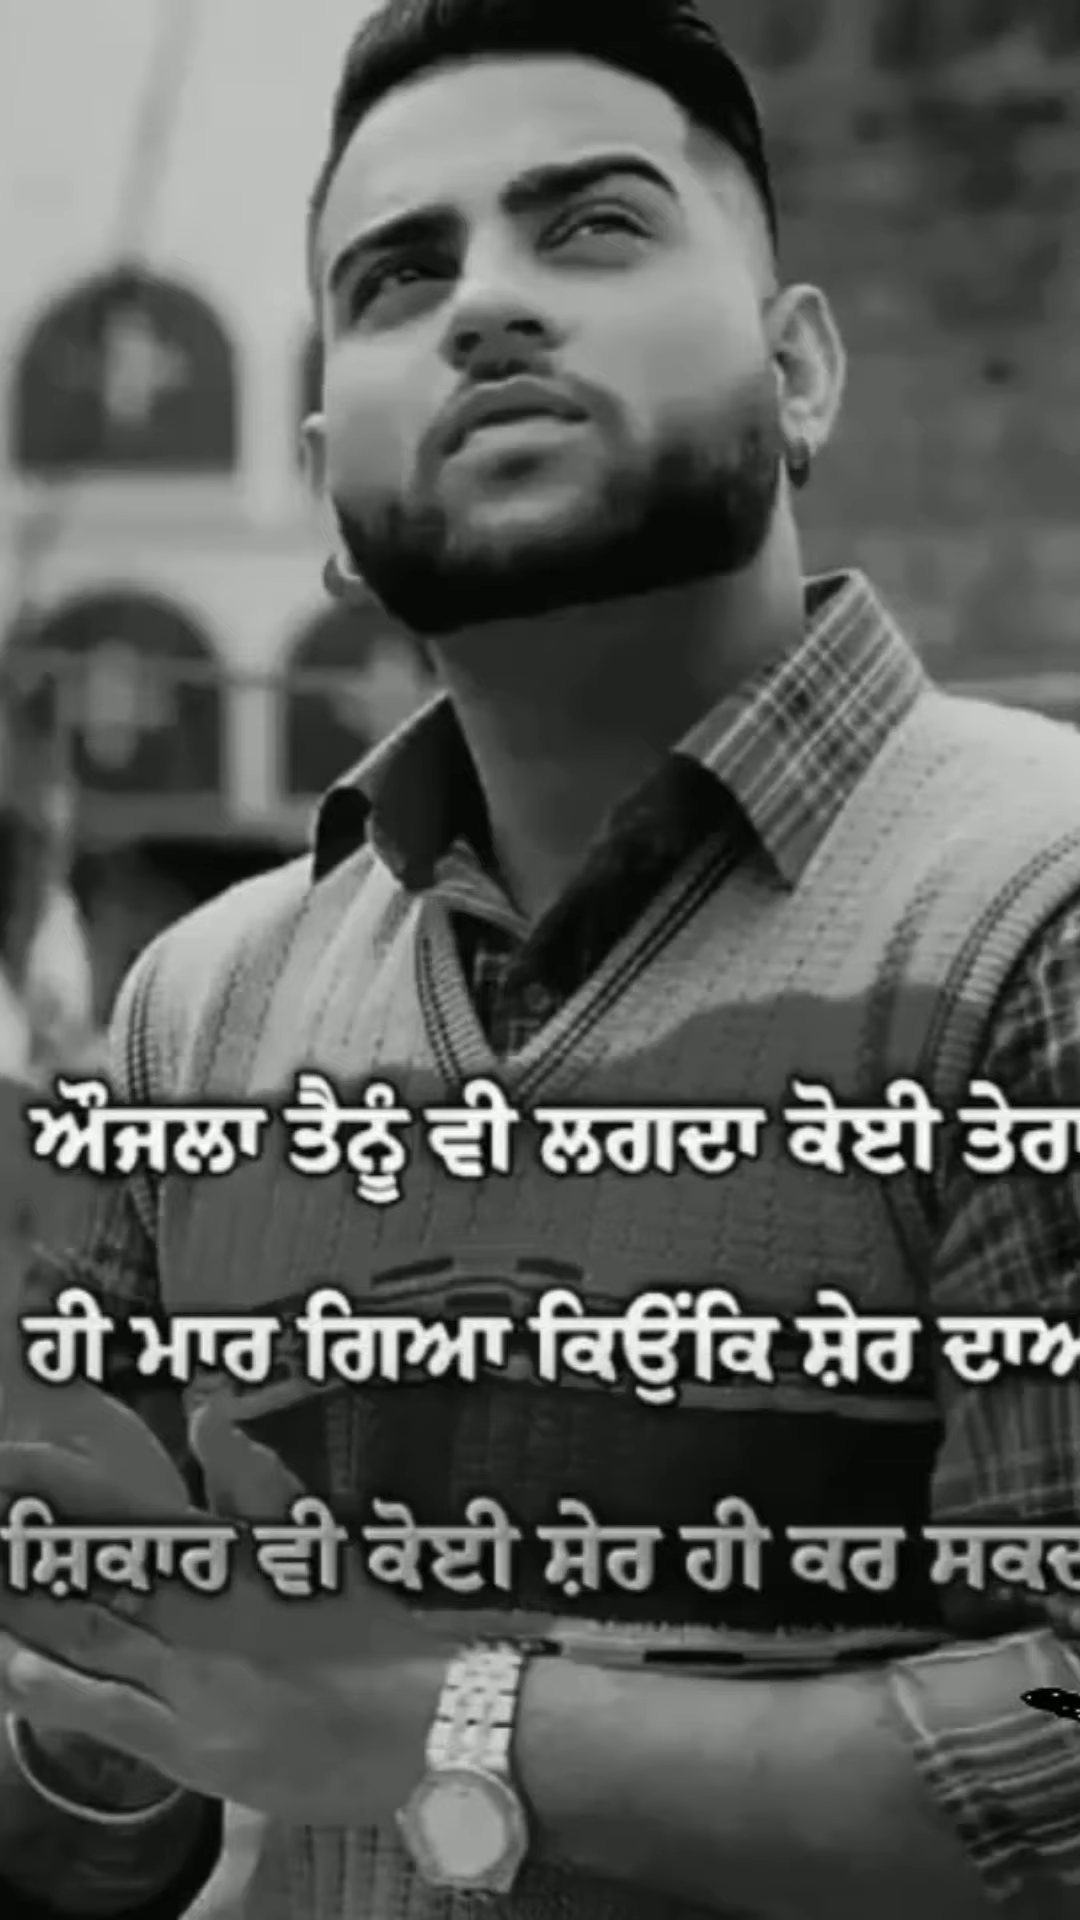 ਔਜਲਾ ਤੈਨੂੰ ਵੀ ਲਗਦਾ ਕੋਈ ਤੇਰਾ
ਹੀ ਮਾਰ ਗਿਆ ਕਿਉਂਕਿ ਸ਼ੇਰ ਦਾ
ਸ਼ਿਕਾਰ ਵੀ ਕੋਈ ਸ਼ੇਰ ਹੀ ਕਰ ਸਕਦ